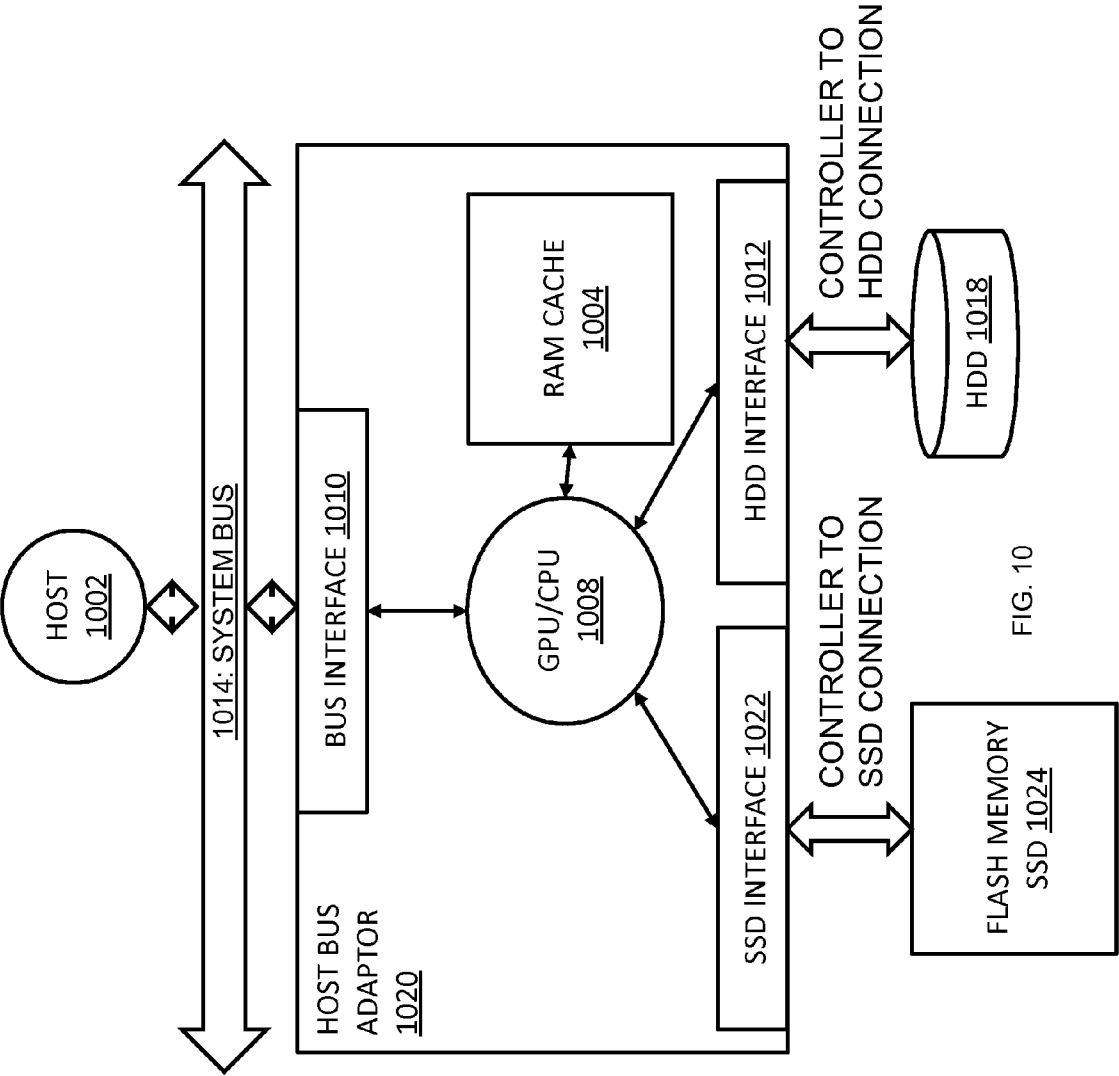 HOST
1002
1014: SYSTEM BUS
HOST BUS
ADAPTOR
1020
BUS INTERFACE 1010
GPU/CPU
1008
RAM CACHE
1004
SSD INTERFACE 1022
HDD INTERFACE 1012
CONTROLLER TO
SSD CONNECTION
CONTROLLER TO
HDD CONNECTION
FLASH MEMORY
SSD 1024
HDD 1018
FIG. 10